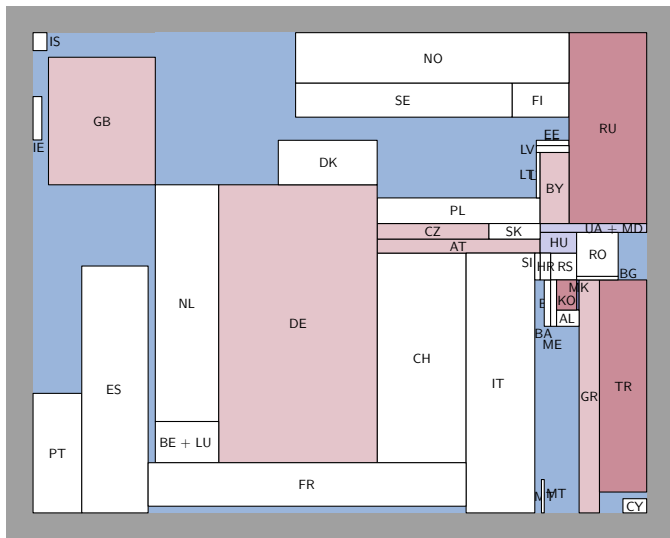 IS
NO
GB
SE
FI
RU
EE
IE
LV
DK
LT
BY
PL
CZ
SK
UA + MD
AT
HU
RO
SI
HR
RS
BG
NL
DE
MK
KO
AL
BA
ME
CH
IT
ES
TR
GR
BE + LU
PT
FR
MT
CY